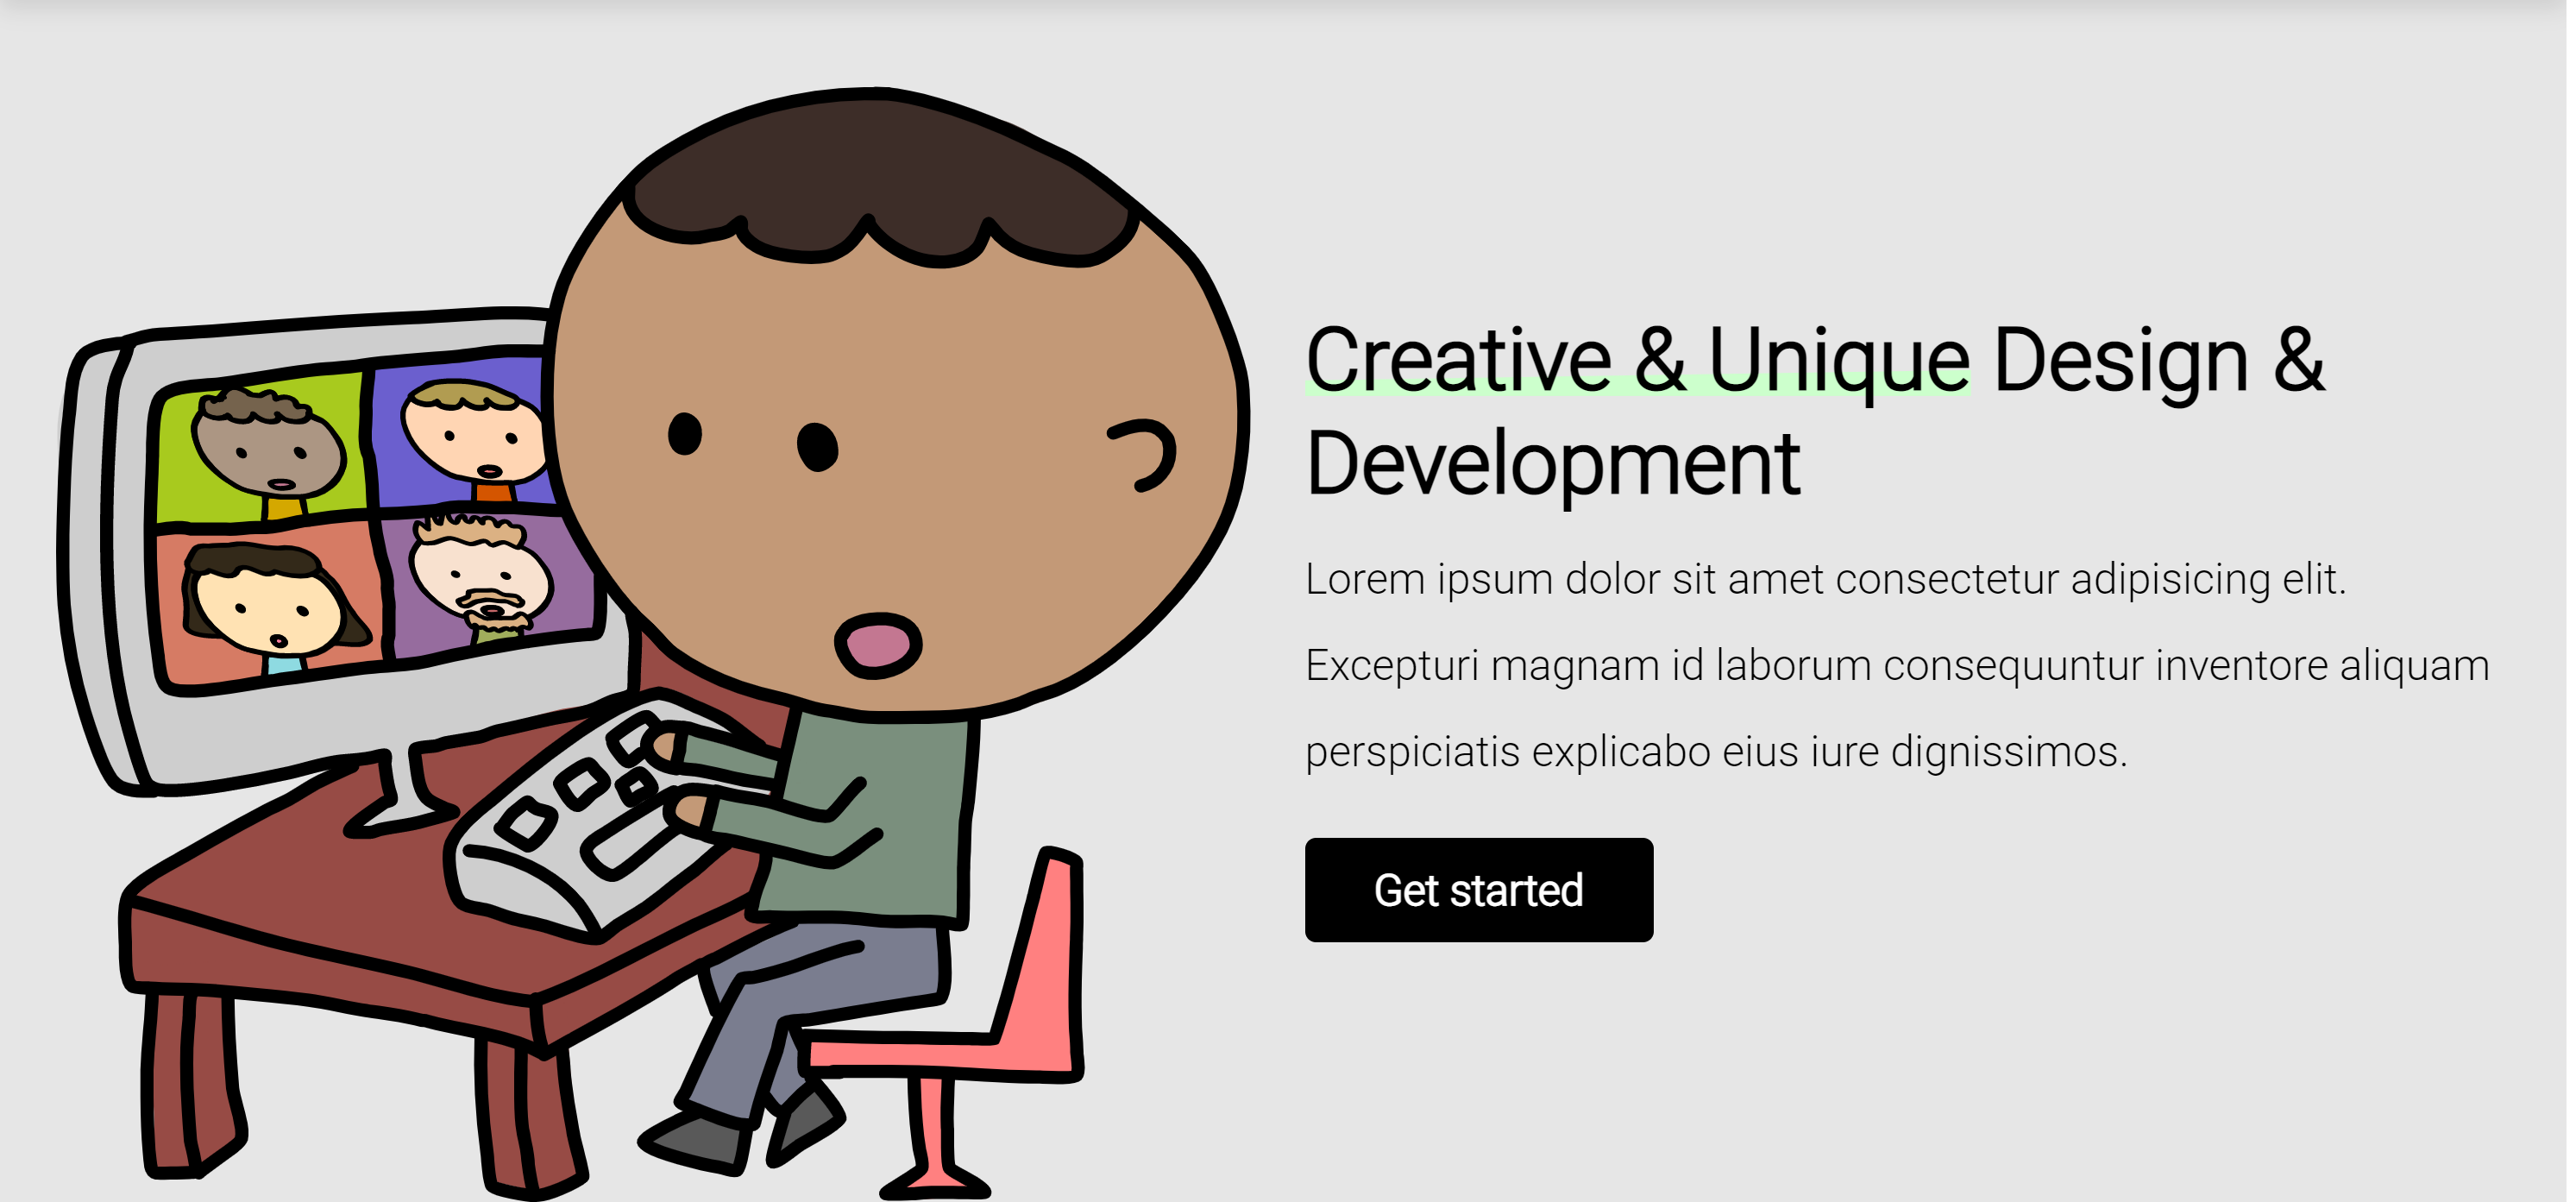 Creative & Unique Design &
Development
Lorem ipsum dolor sit amet consectetur adipisicing elit.
Excepturi magnam id laborum consequuntur inventore aliquam
perspiciatis explicabo eius iure dignissimos.
Get started